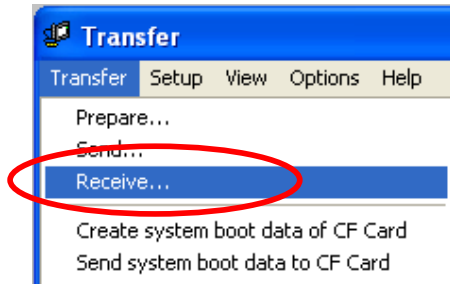 Transfer
Transfer Setup View Options Help
Prepare...
Send...
Receive...
Create system boot data of CF Card
Send system boot data to CF Card